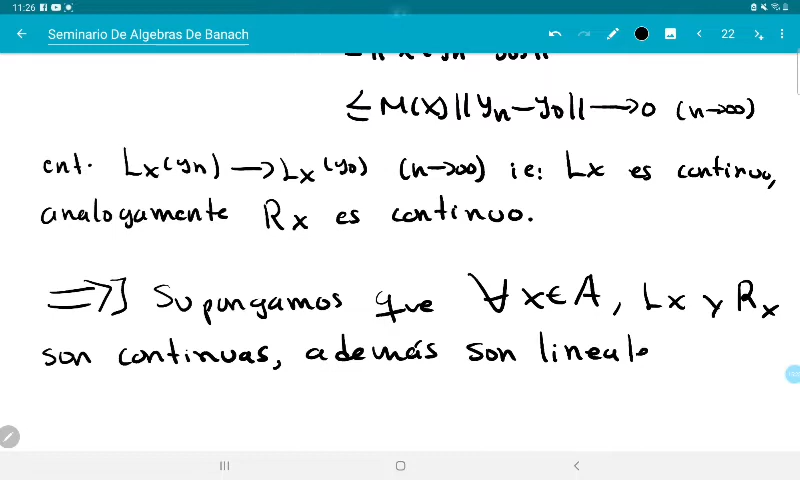 11:26
Seminario De Algebras De Banach
22
≤ M(x) || yn - y0 || → 0 (n→∞)
ent. Lx(yn) → Lx(y0) (n→∞) ie: Lx es continuo,
analogamente Rx es continuo.
⇒] Supongamos que ∀ x ∈ A, Lx y Rx
son continuas, además son lineale